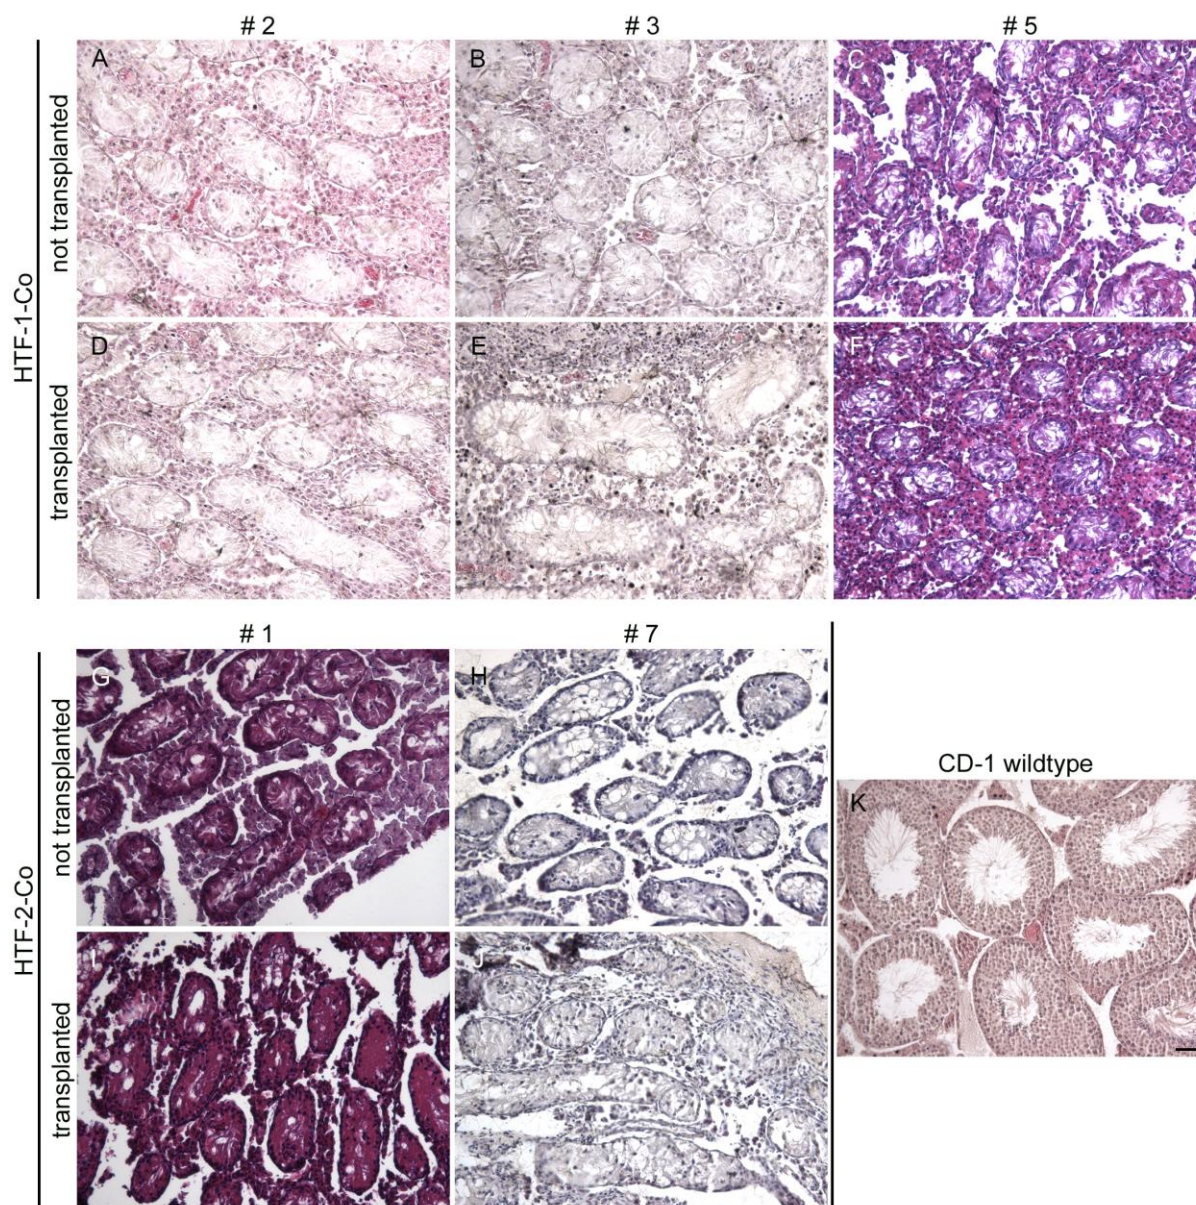 # 2
# 3
# 5
HTF-1-Co
not transplanted
A
B
C
transplanted
D
E
F
# 1
# 7
HTF-2-Co
not transplanted
G
H
CD-1 wildtype
K
transplanted
I
J